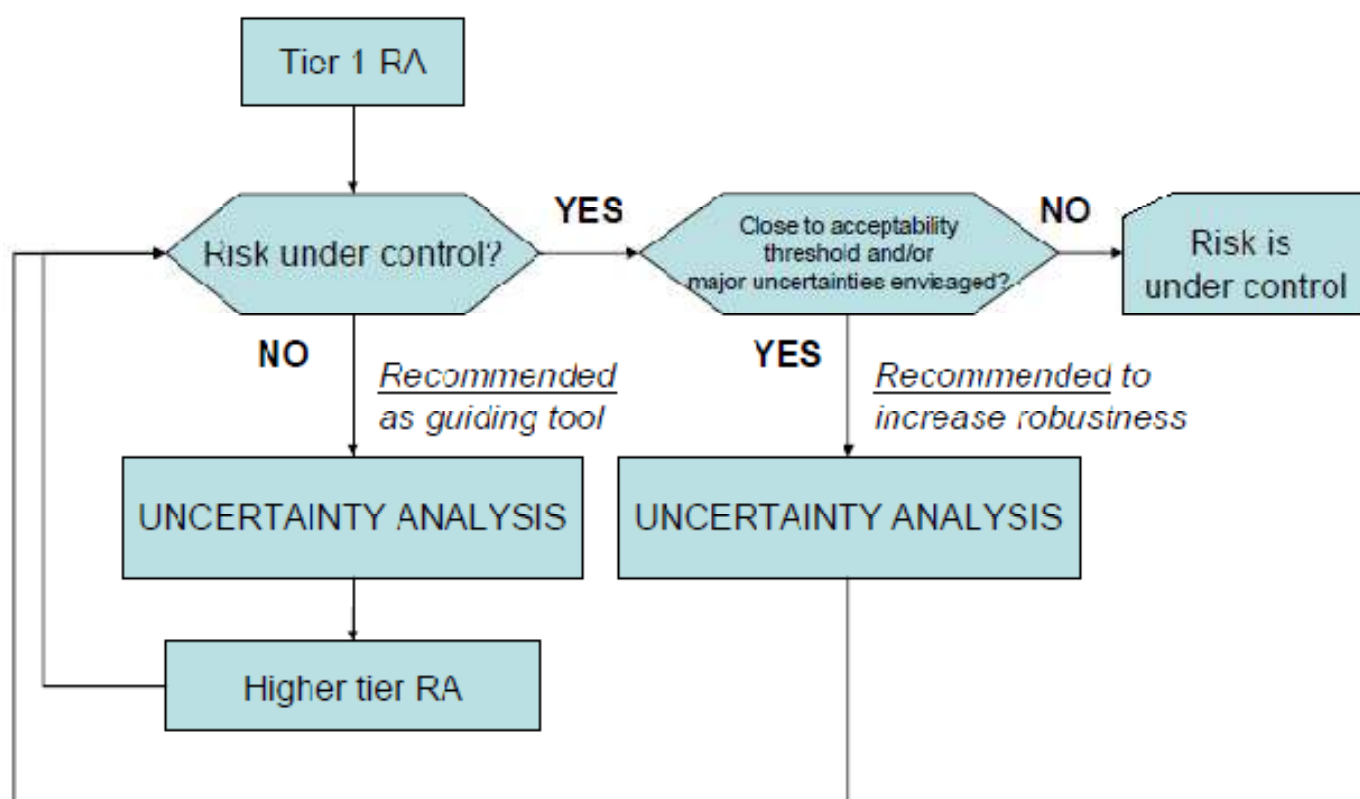 Tier 1 RA
Risk under control?
YES
Close to acceptability
threshold and/or
major uncertainties envisaged?
NO
Risk is
under control
NO
Recommended
as guiding tool
YES
Recommended to
increase robustness
UNCERTAINTY ANALYSIS
UNCERTAINTY ANALYSIS
Higher tier RA